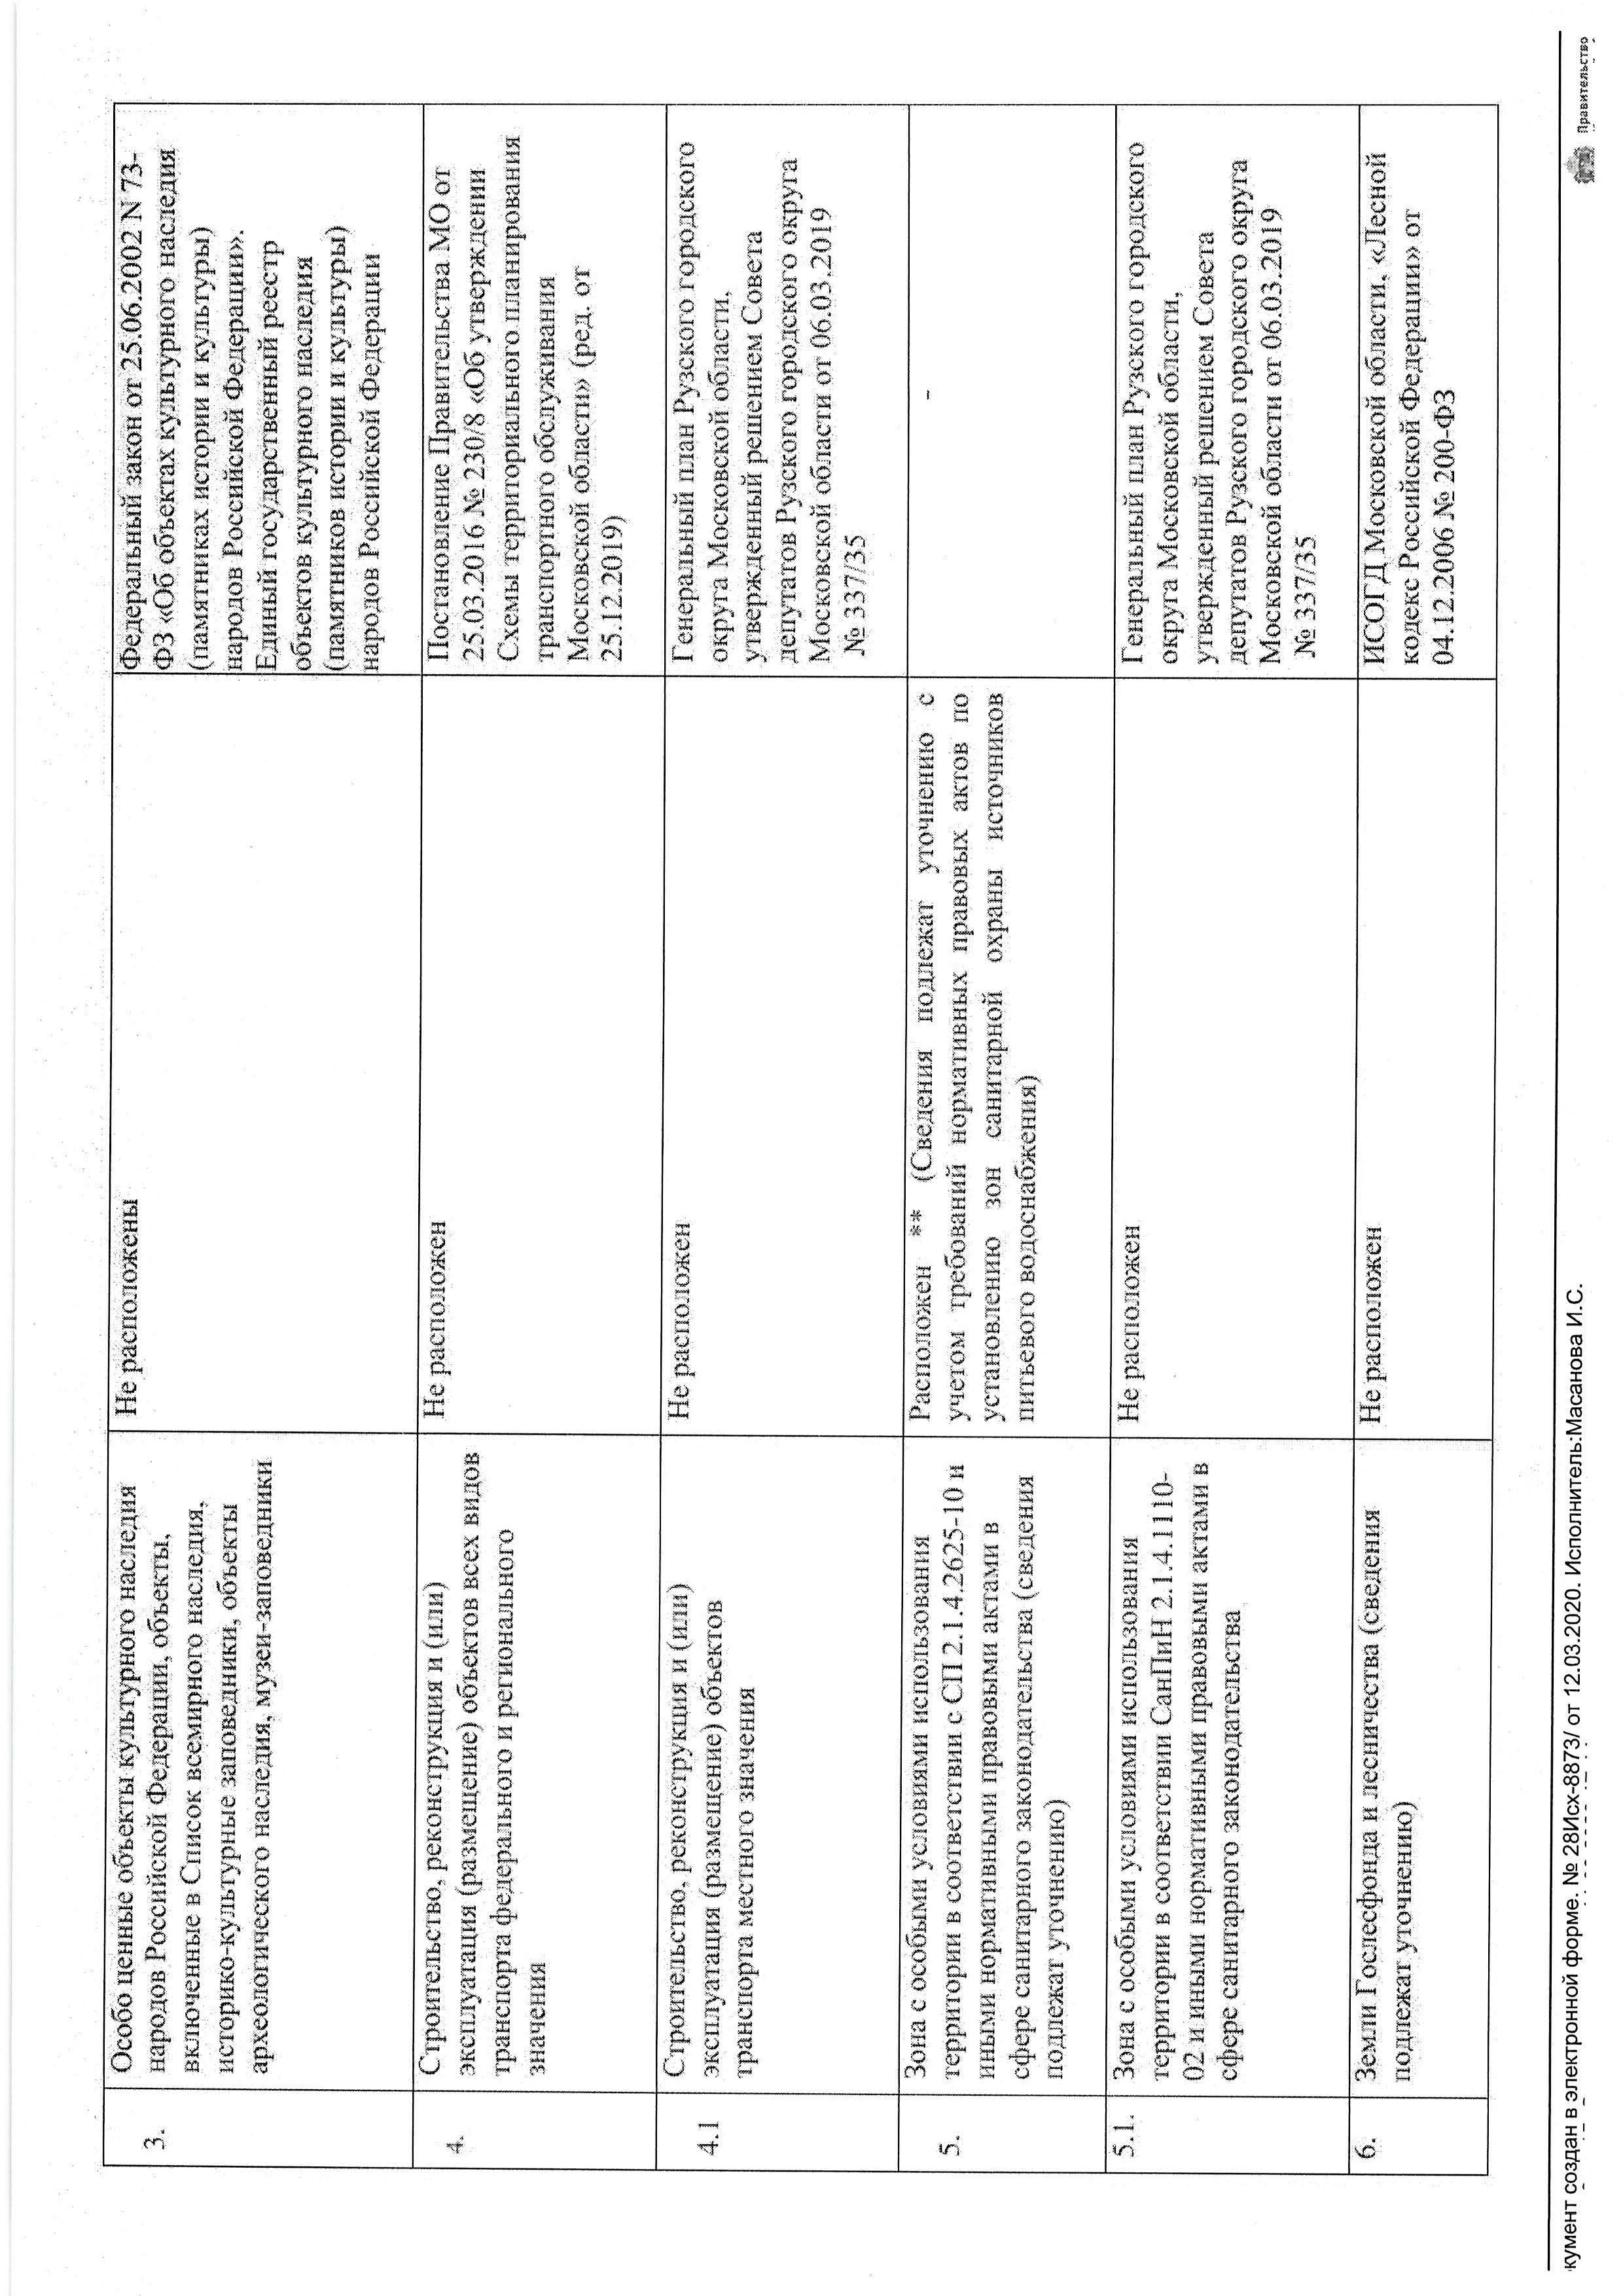 3.
Особо ценные объекты культурного наследия
народов Российской Федерации, объекты,
включенные в Список всемирного наследия,
историко-культурные заповедники, объекты
археологического наследия, музеи-заповедники
Не расположены
Федеральный закон от 25.06.2002 N 73-
ФЗ «Об объектах культурного наследия
(памятниках истории и культуры)
народов Российской Федерации».
Единый государственный реестр
объектов культурного наследия
(памятников истории и культуры)
народов Российской Федерации
4.
Строительство, реконструкция и (или)
эксплуатация (размещение) объектов всех видов
транспорта федерального и регионального
значения
Не расположен
Постановление Правительства МО от
25.03.2016 № 230/8 «Об утверждении
Схемы территориального планирования
транспортного обслуживания
Московской области» (ред. от
25.12.2019)
4.1
Строительство, реконструкция и (или)
эксплуатация (размещение) объектов
транспорта местного значения
Не расположен
Генеральный план Рузского городского
округа Московской области,
утвержденный решением Совета
депутатов Рузского городского округа
Московской области от 06.03.2019
№ 337/35
5.
Зона с особыми условиями использования
территории в соответствии с СП 2.1.4.2625-10 и
иными нормативными правовыми актами в
сфере санитарного законодательства (сведения
подлежат уточнению)
Расположен ** (Сведения подлежат уточнению с
учетом требований нормативных правовых актов по
установлению зон санитарной охраны источников
питьевого водоснабжения)
-
5.1.
Зона с особыми условиями использования
территории в соответствии СанПиН 2.1.4.1110-
02 и иными нормативными правовыми актами в
сфере санитарного законодательства
Не расположен
Генеральный план Рузского городского
округа Московской области,
утвержденный решением Совета
депутатов Рузского городского округа
Московской области от 06.03.2019
№ 337/35
6.
Земли Гослесфонда и лесничества (сведения
подлежат уточнению)
Не расположен
ИСОГД Московской области, «Лесной
кодекс Российской Федерации» от
04.12.2006 № 200-ФЗ
кумент создан в электронной форме. № 28Исх-8873/ от 12.03.2020. Исполнитель:Масанова И.С.
Правительство